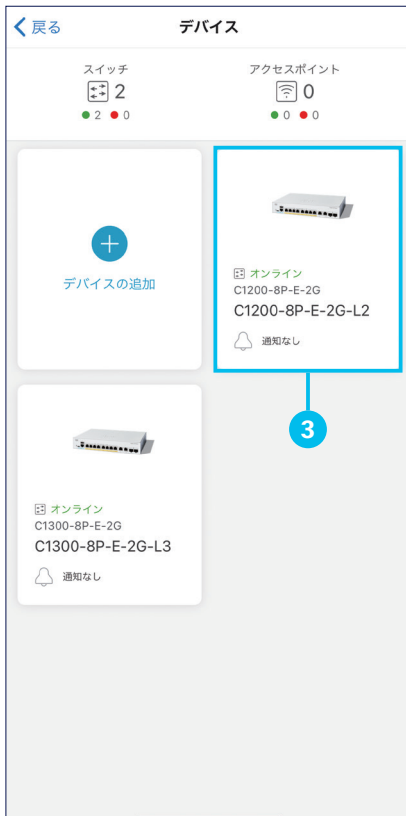 戻る
デバイス
スイッチ
アクセスポイント
2
0
2 0
0 0
デバイスの追加
オンライン
C1200-8P-E-2G
C1200-8P-E-2G-L2
通知なし
3
オンライン
C1300-8P-E-2G
C1300-8P-E-2G-L3
通知なし